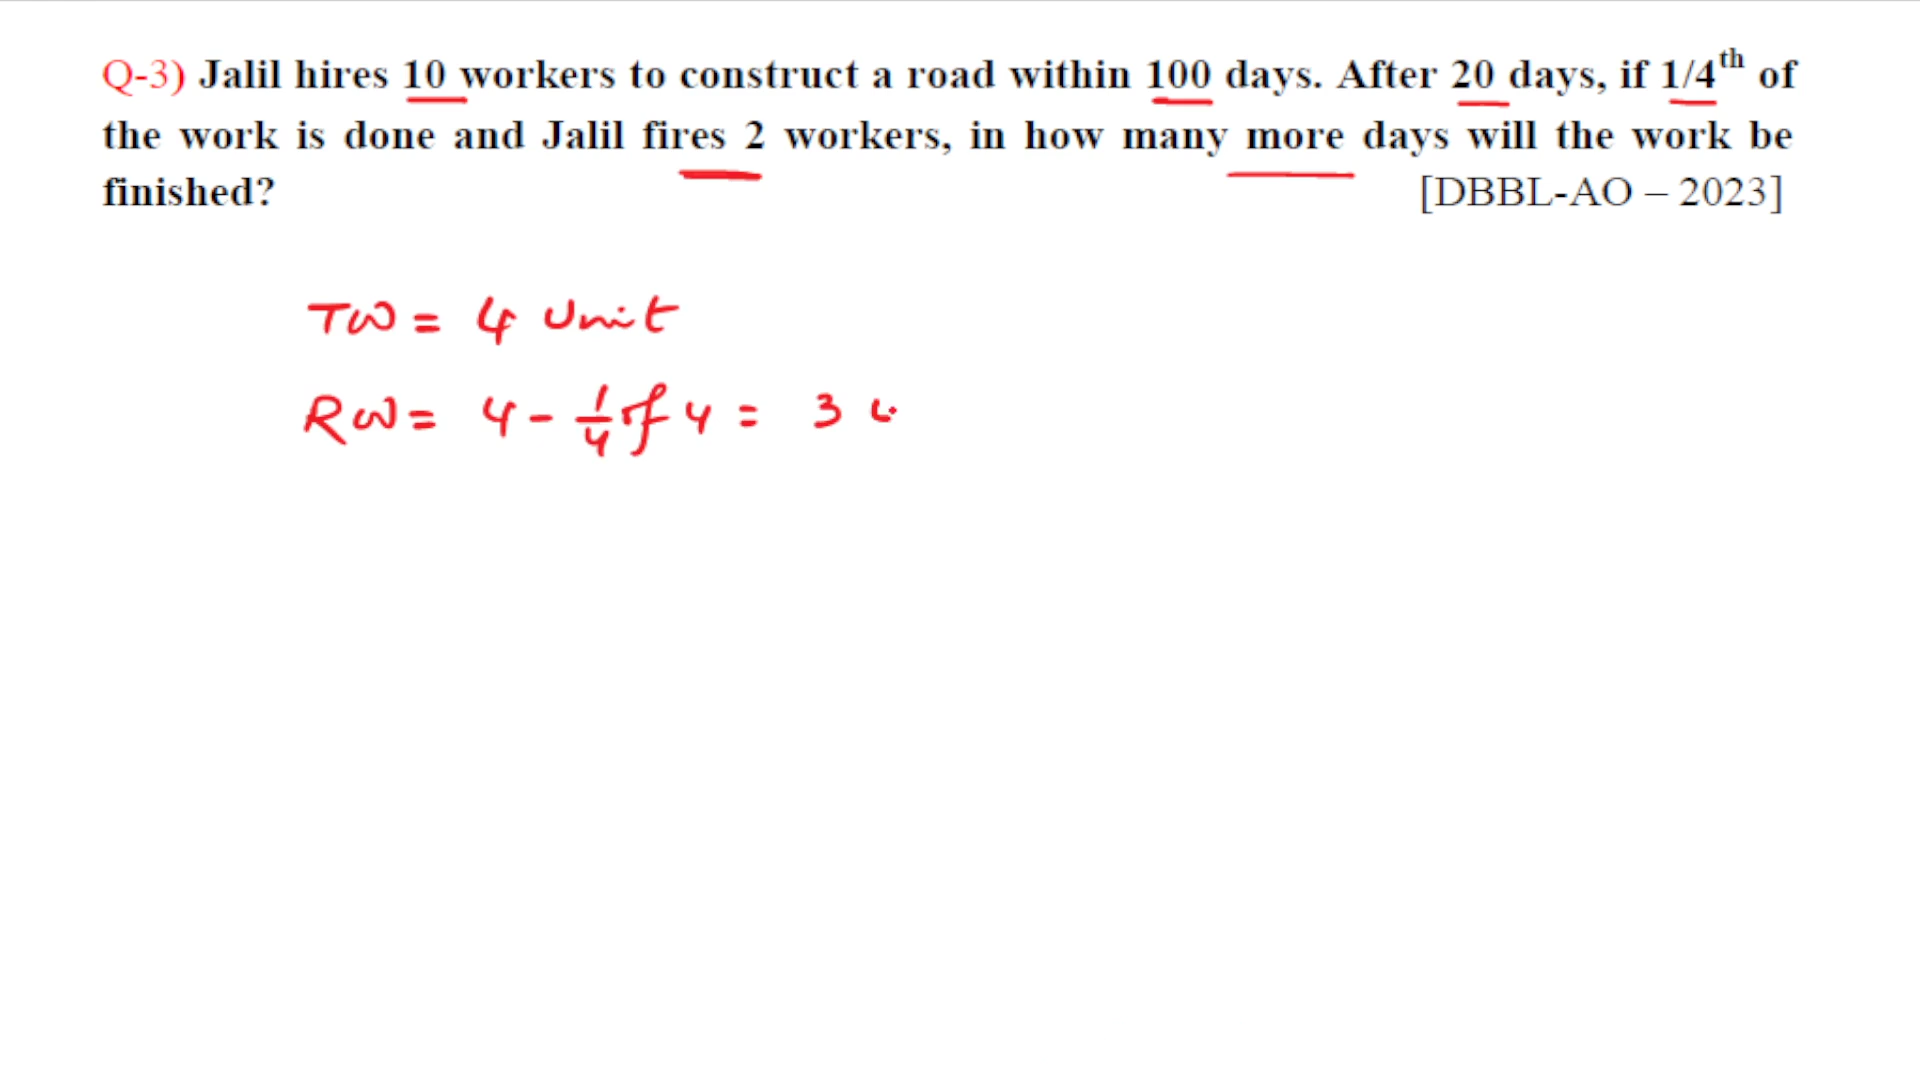 Q-3) Jalil hires 10 workers to construct a road within 100 days. After 20 days, if 1/4th of
the work is done and Jalil fires 2 workers, in how many more days will the work be
finished? [DBBL-AO – 2023]
TW = 4 Unit
RW = 4 - 1/4 of 4 = 3